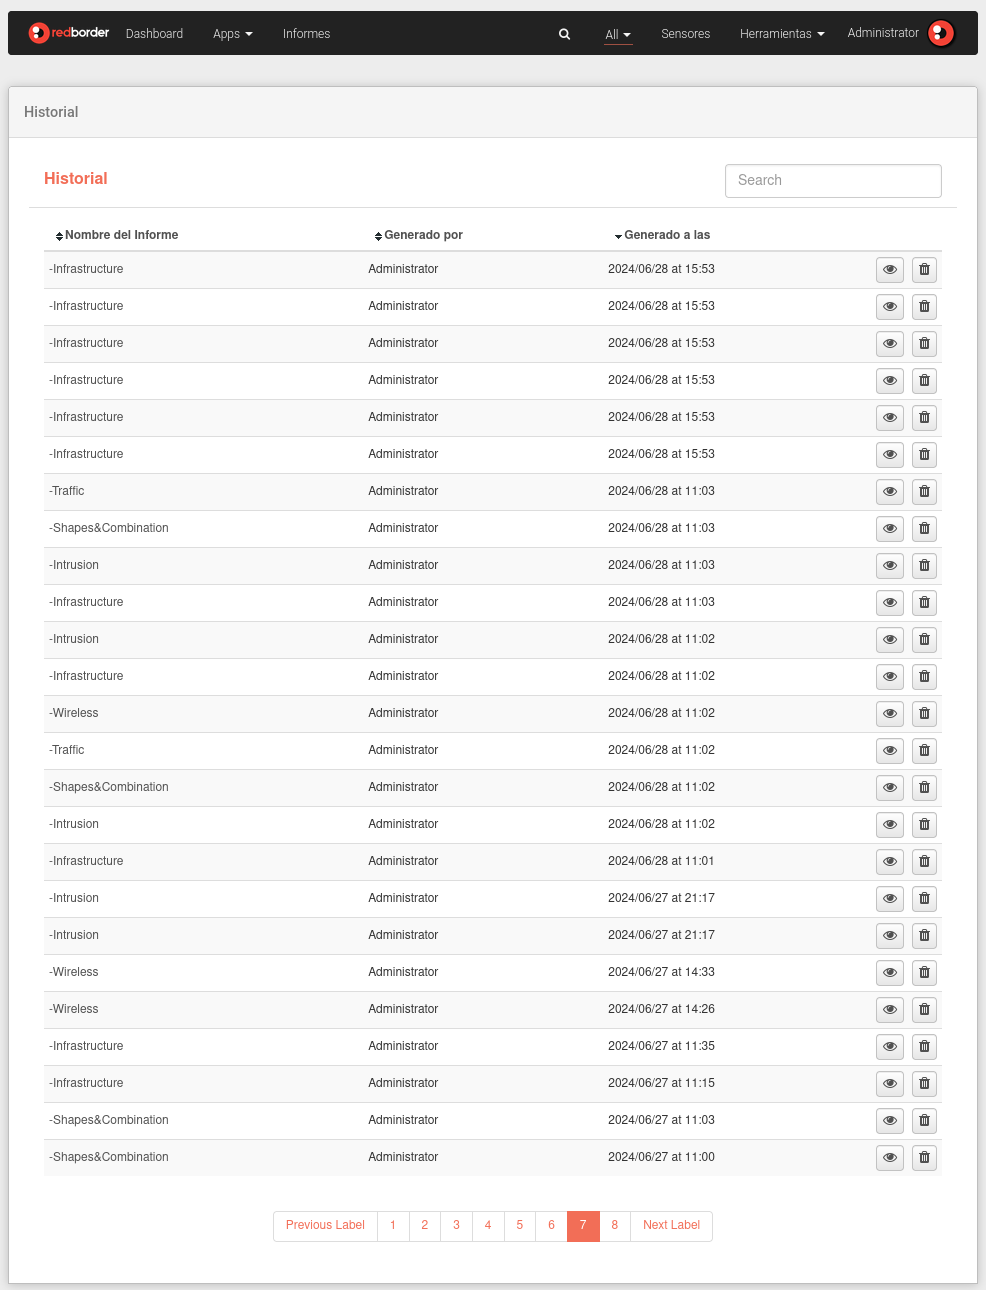 redborder Dashboard Apps Informes All Sensores Herramientas Administrator
Historial
Historial Search
Nombre del Informe Generado por Generado a las
-Infrastructure Administrator 2024/06/28 at 15:53
-Infrastructure Administrator 2024/06/28 at 15:53
-Infrastructure Administrator 2024/06/28 at 15:53
-Infrastructure Administrator 2024/06/28 at 15:53
-Infrastructure Administrator 2024/06/28 at 15:53
-Infrastructure Administrator 2024/06/28 at 15:53
-Traffic Administrator 2024/06/28 at 11:03
-Shapes&Combination Administrator 2024/06/28 at 11:03
-Intrusion Administrator 2024/06/28 at 11:03
-Infrastructure Administrator 2024/06/28 at 11:03
-Intrusion Administrator 2024/06/28 at 11:02
-Infrastructure Administrator 2024/06/28 at 11:02
-Wireless Administrator 2024/06/28 at 11:02
-Traffic Administrator 2024/06/28 at 11:02
-Shapes&Combination Administrator 2024/06/28 at 11:02
-Intrusion Administrator 2024/06/28 at 11:02
-Infrastructure Administrator 2024/06/28 at 11:01
-Intrusion Administrator 2024/06/27 at 21:17
-Intrusion Administrator 2024/06/27 at 21:17
-Wireless Administrator 2024/06/27 at 14:33
-Wireless Administrator 2024/06/27 at 14:26
-Infrastructure Administrator 2024/06/27 at 11:35
-Infrastructure Administrator 2024/06/27 at 11:15
-Shapes&Combination Administrator 2024/06/27 at 11:03
-Shapes&Combination Administrator 2024/06/27 at 11:00
Previous Label 1 2 3 4 5 6 7 8 Next Label